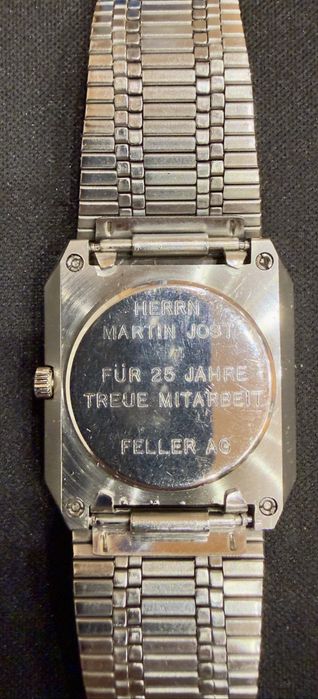 HERRN
MARTIN JOST
FÜR 25 JAHRE
TREUE MITARBEIT
FELLER AG